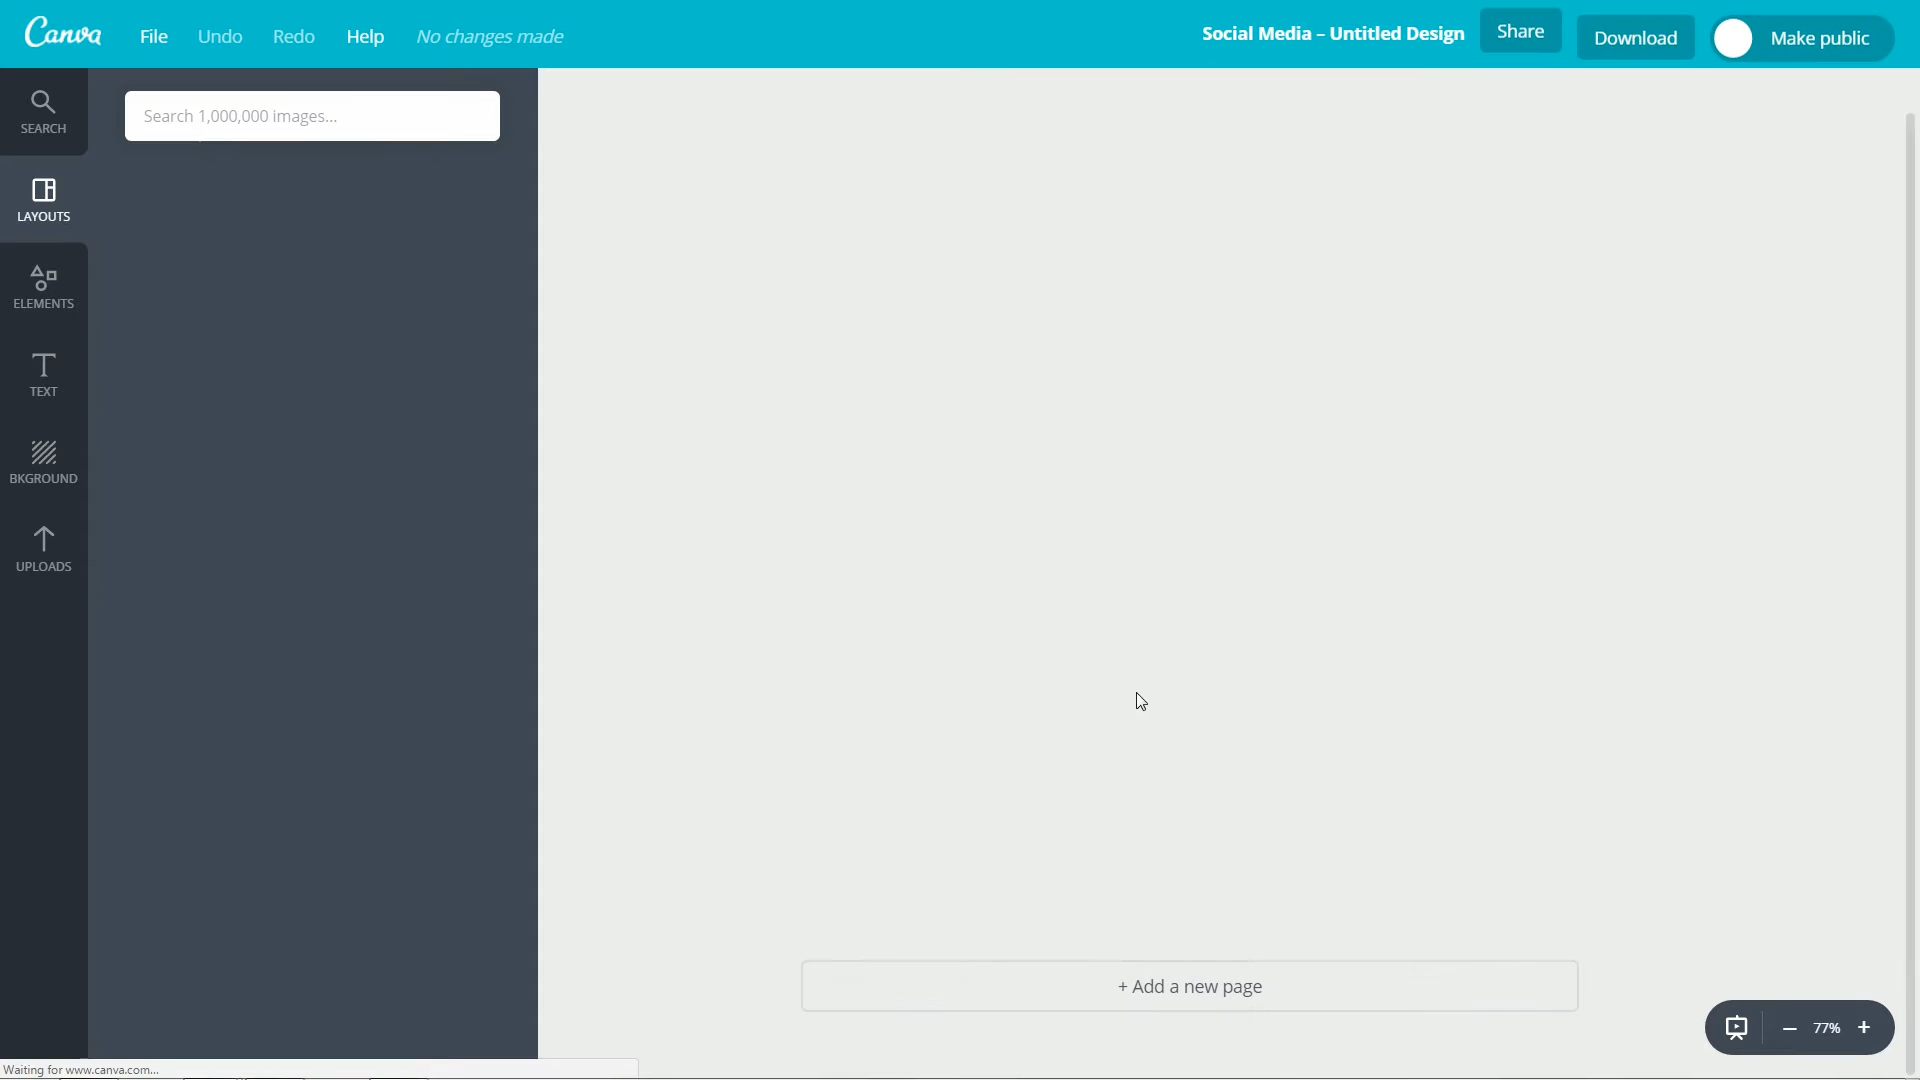 Canva
File Undo Redo Help No changes made
Social Media – Untitled Design Share Download Make public
SEARCH
Search 1,000,000 images...
LAYOUTS
ELEMENTS
TEXT
BKGROUND
UPLOADS
+ Add a new page
– 77% +
Waiting for www.canva.com...